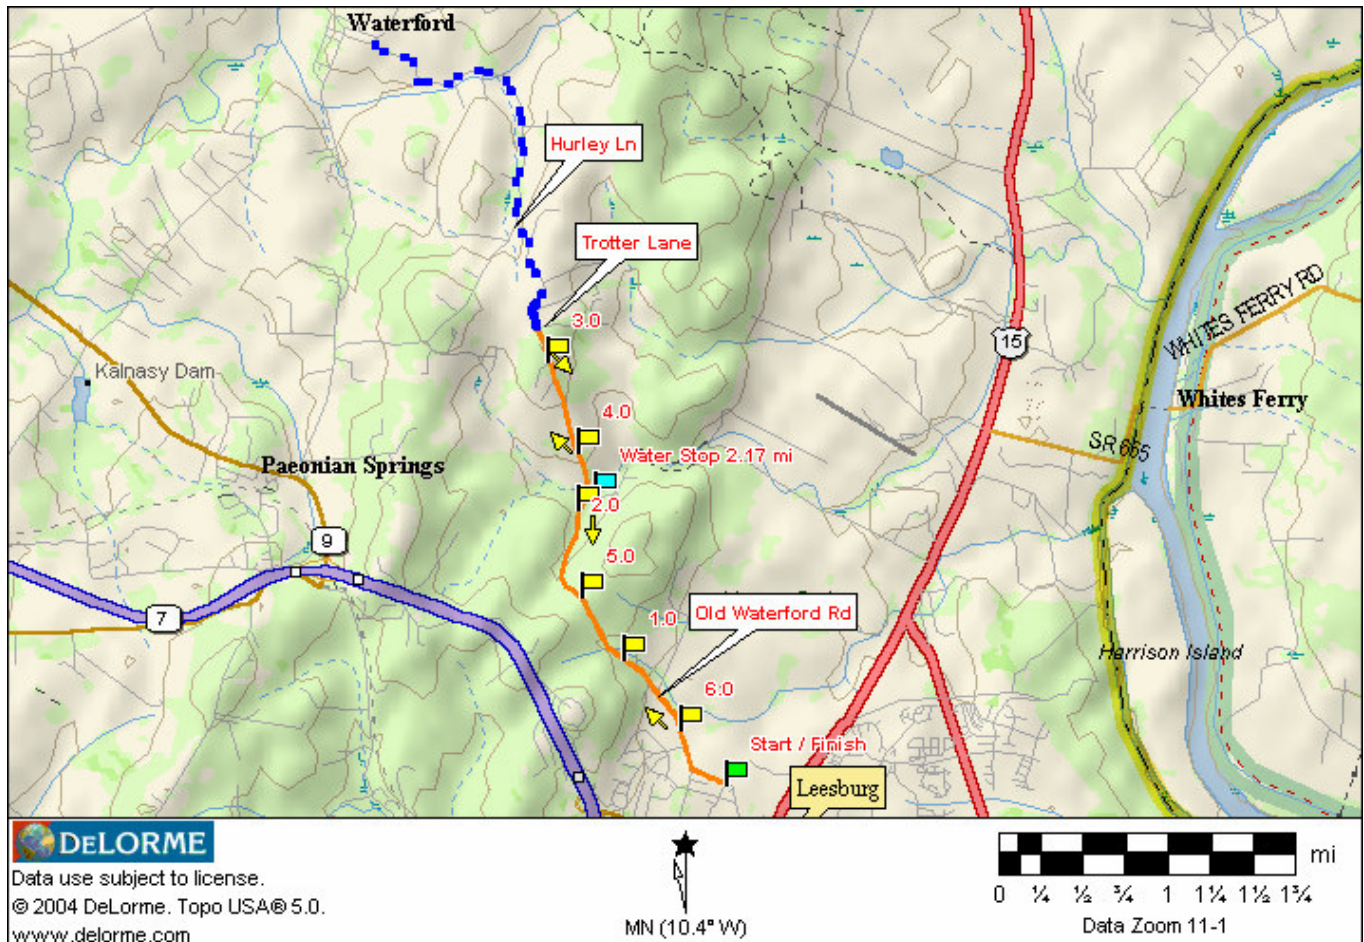 Waterford
Hurley Ln
Trotter Lane
3.0
15
WHITES FERRY RD
Kalnasy Dam
Whites Ferry
4.0
SR 665
Paeonian Springs
Water Stop 2.17 mi
2.0
9
5.0
7
1.0
Old Waterford Rd
Harrison Island
6.0
Start / Finish
Leesburg
DELORME
Data use subject to license.
© 2004 DeLorme. Topo USA® 5.0.
www.delorme.com
MN (10.4° W)
mi
0 ¼ ½ ¾ 1 1¼ 1½ 1¾
Data Zoom 11-1